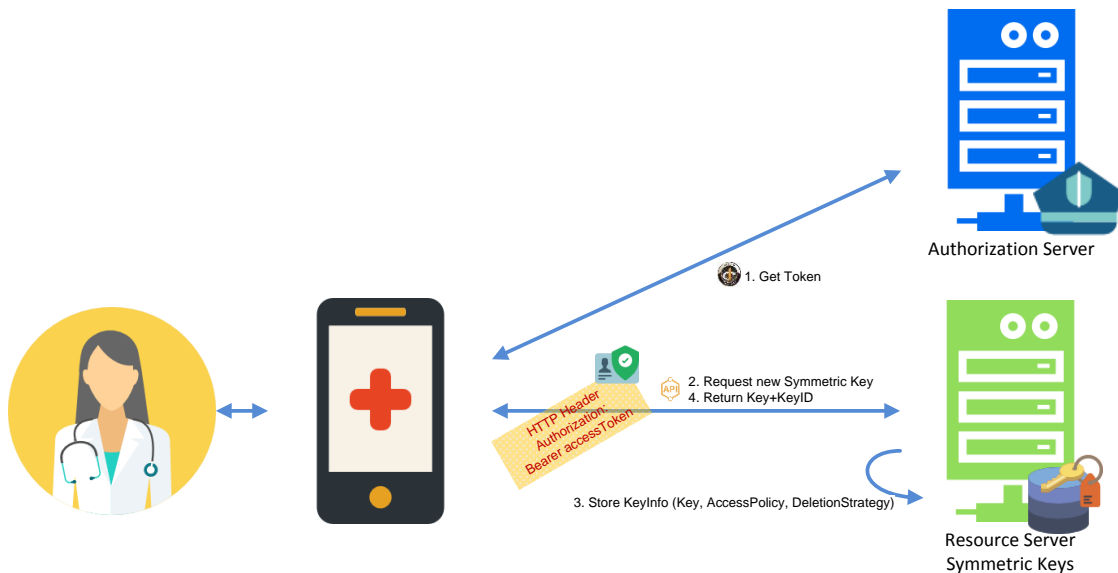 Authorization Server
1. Get Token
API
2. Request new Symmetric Key
4. Return Key+KeyID
HTTP Header
Authorization:
Bearer accessToken
3. Store KeyInfo (Key, AccessPolicy, DeletionStrategy)
Resource Server
Symmetric Keys